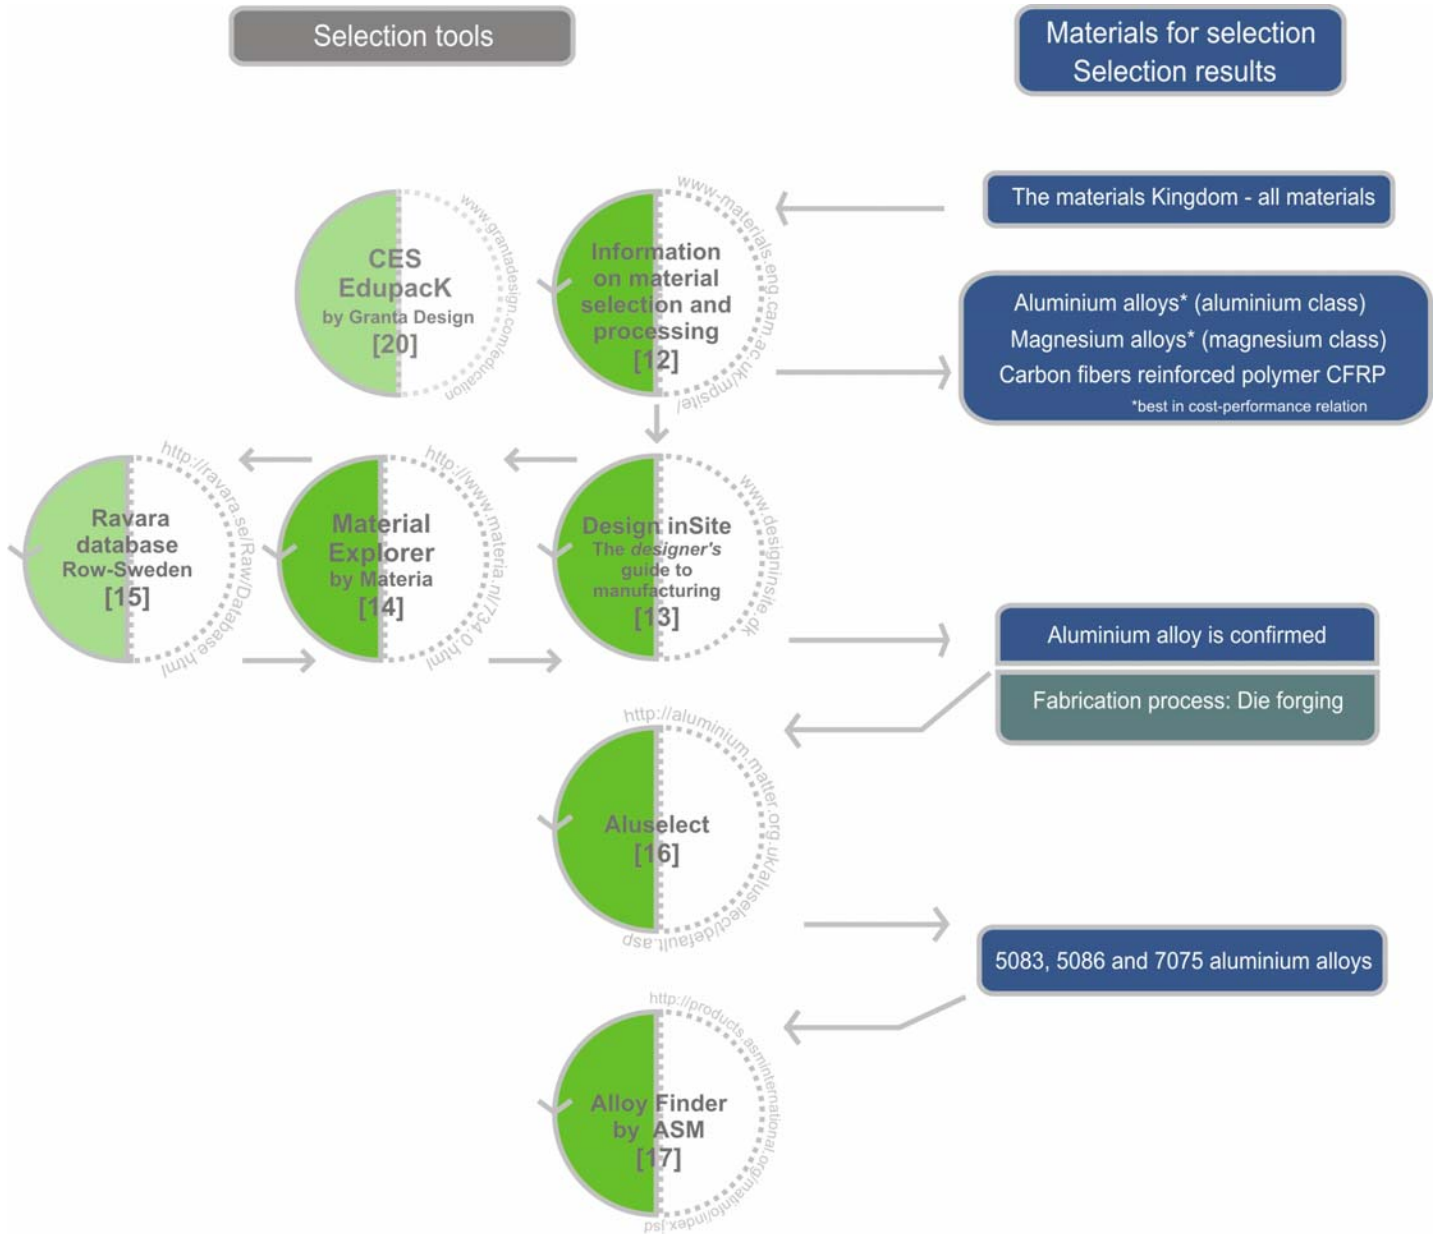 Selection tools
Materials for selection
Selection results
The materials Kingdom - all materials
www.grantadesign.com/education
CES
EdupacK
by Granta Design
[20]
www-materials.eng.cam.ac.uk/mpsite/
Information
on material
selection and
processing
[12]
Aluminium alloys* (aluminium class)
Magnesium alloys* (magnesium class)
Carbon fibers reinforced polymer CFRP
*best in cost-performance relation
http://ravara.se/Raw/Database.html
Ravara
database
Row-Sweden
[15]
http://www.materia.nl/734.0.html
Material
Explorer
by Materia
[14]
www.designinsite.dk
Design inSite
The designer's
guide to
manufacturing
[13]
Aluminium alloy is confirmed
Fabrication process: Die forging
http://aluminium.matter.org.uk/aluselect/default.asp
Aluselect
[16]
5083, 5086 and 7075 aluminium alloys
http://products.asminternational.org/matinfo/index.jsd
Alloy Finder
by ASM
[17]